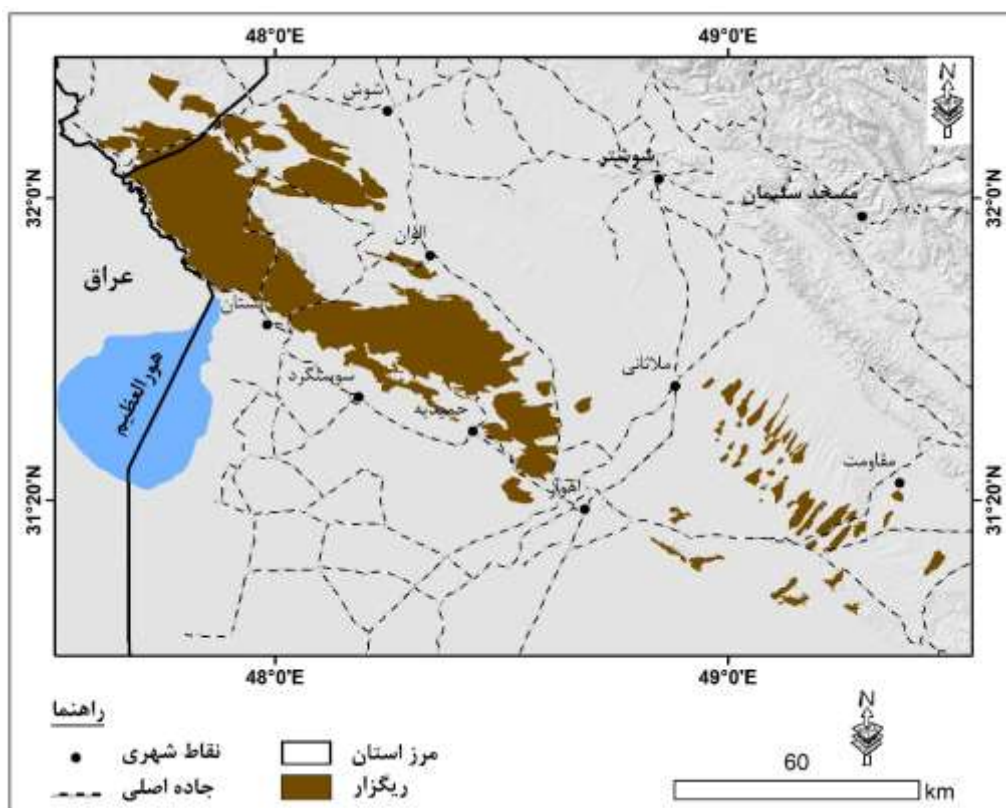 48°0'E 49°0'E
N
شوش
شوشتر
32°0'N 32°0'N
مسجد سلیمان
الوان
عراق
بستان
ملاثانی
هورالعظیم
سوسنگرد
حمیدیه
مقاومت
31°20'N 31°20'N
اهواز
48°0'E 49°0'E
راهنما
N
نقاط شهری
مرز استان
جاده اصلی
ریگزار
60
km